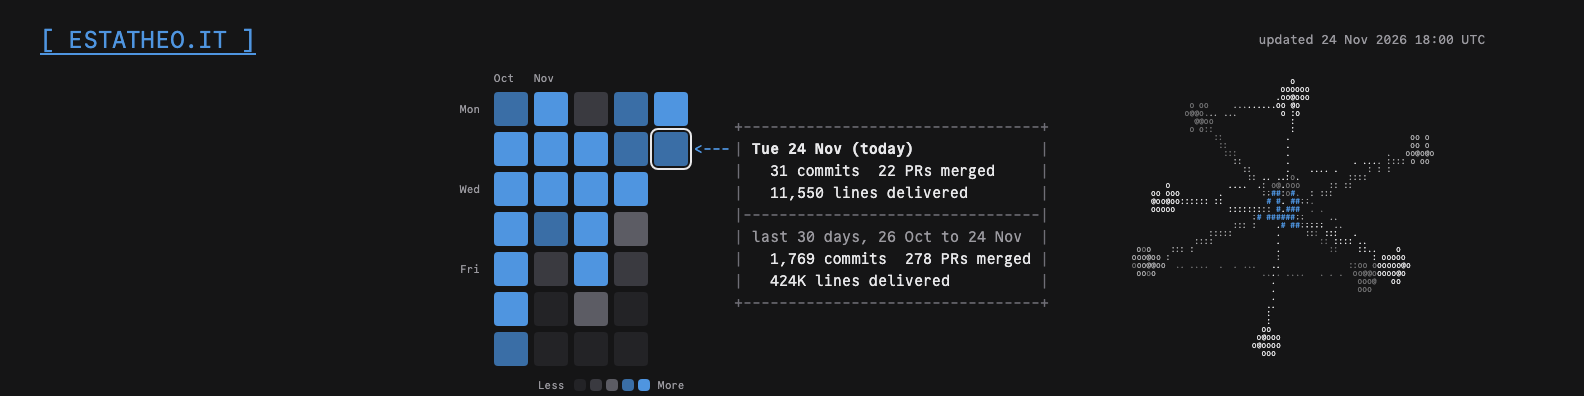 [ ESTATHEO.IT ]
updated 24 Nov 2026 18:00 UTC
Oct Nov
Mon
Wed
Fri
Less More
<---
Tue 24 Nov (today)
31 commits 22 PRs merged
11,550 lines delivered
last 30 days, 26 Oct to 24 Nov
1,769 commits 278 PRs merged
424K lines delivered